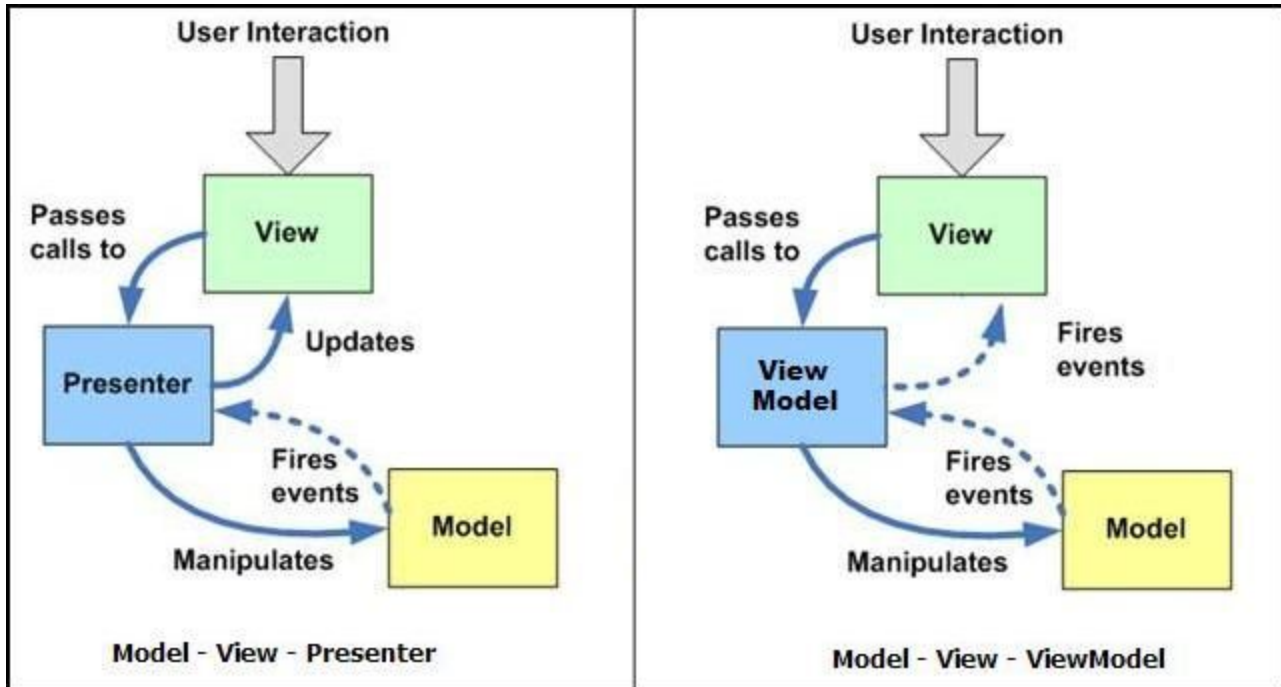 User Interaction
Passes
calls to
View
Updates
Presenter
Fires
events
Model
Manipulates
Model - View - Presenter
User Interaction
Passes
calls to
View
Fires
events
View
Model
Fires
events
Model
Manipulates
Model - View - ViewModel